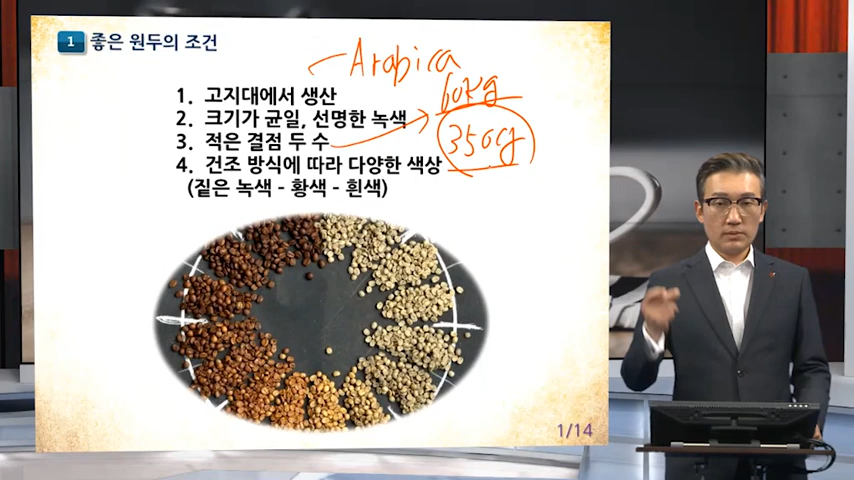 1 좋은 원두의 조건
Arabica
1. 고지대에서 생산
60kg
2. 크기가 균일, 선명한 녹색
3. 적은 결점 두 수
350g
4. 건조 방식에 따라 다양한 색상
(짙은 녹색 - 황색 - 흰색)
1/14